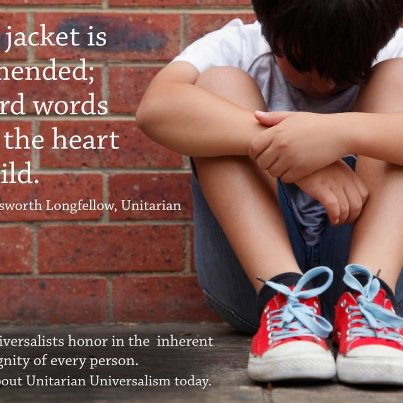 jacket is
mended;
rd words
the heart
ild.
sworth Longfellow, Unitarian
iversalists honor in the inherent
gnity of every person.
out Unitarian Universalism today.